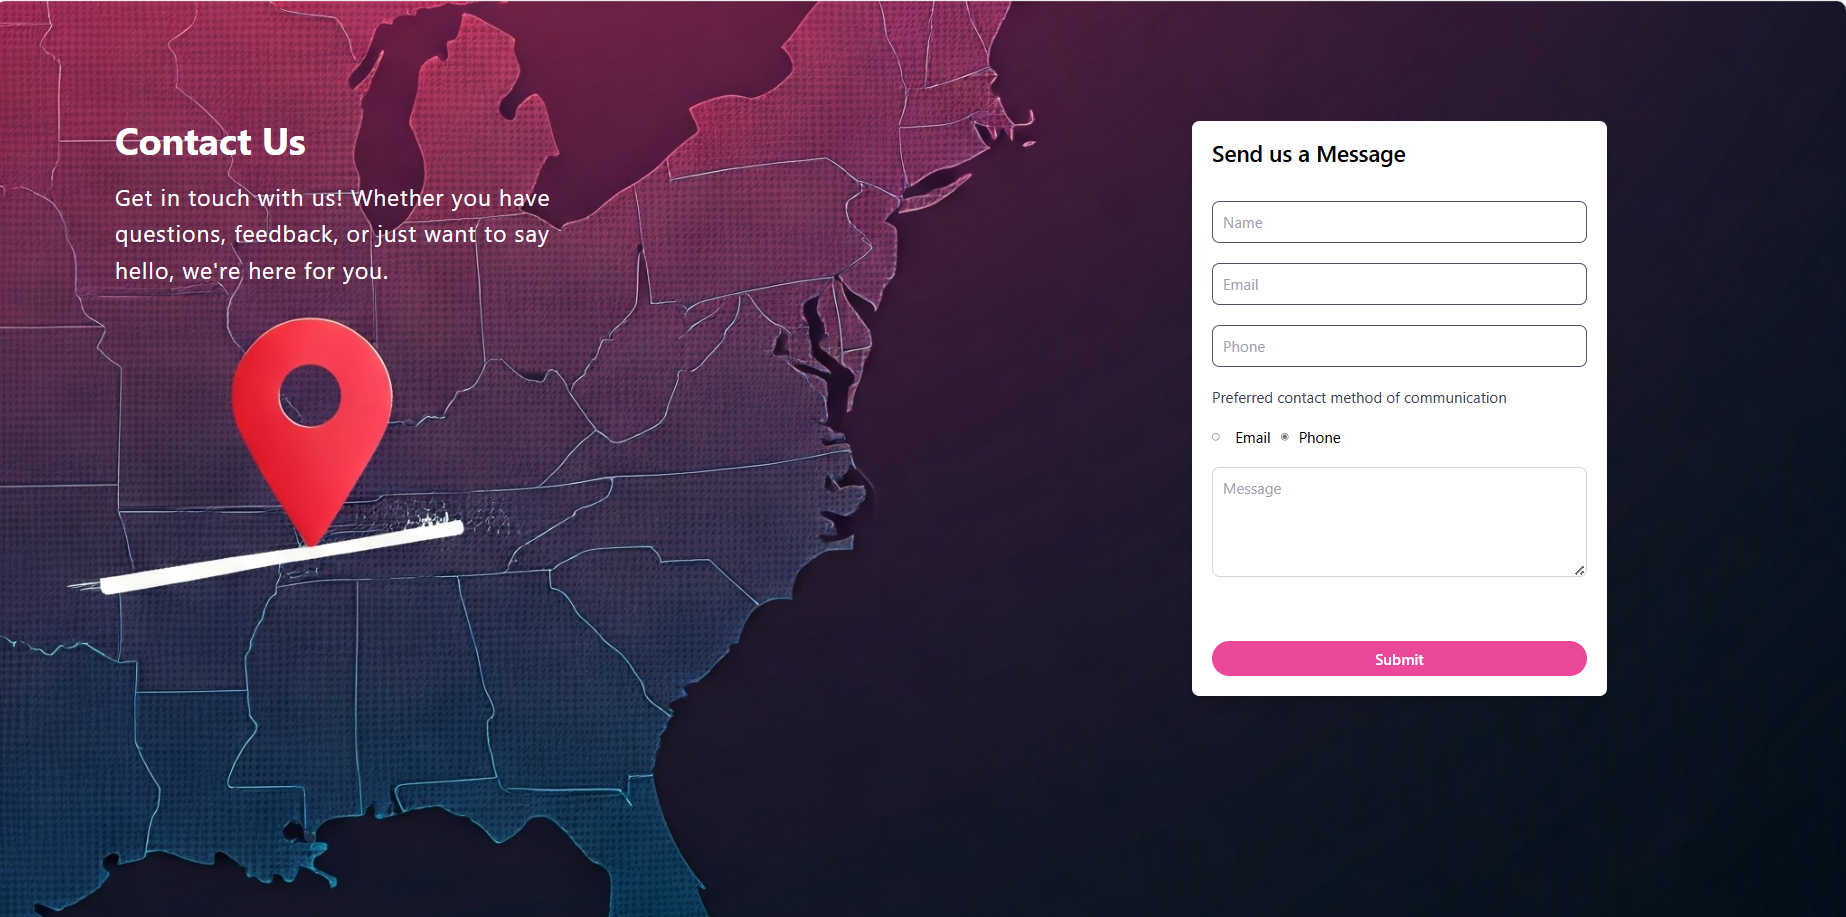 Contact Us
Get in touch with us! Whether you have
questions, feedback, or just want to say
hello, we're here for you.
Send us a Message
Name
Email
Phone
Preferred contact method of communication
Email Phone
Message
Submit